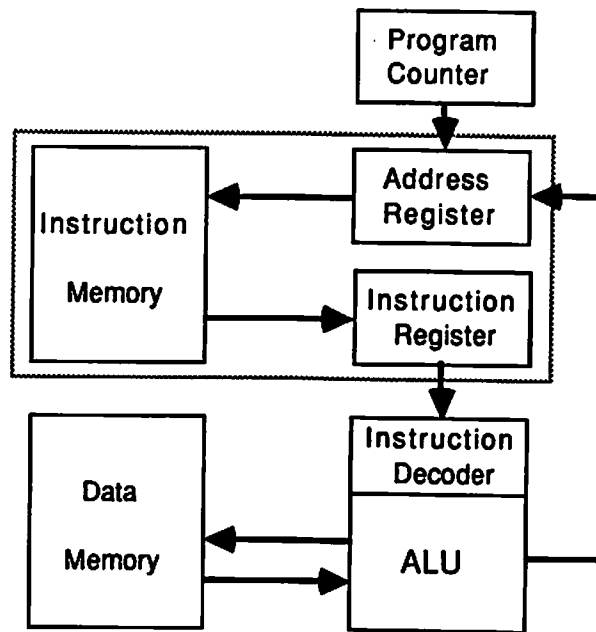 Program
Counter
Address
Register
Instruction
Memory
Instruction
Register
Instruction
Decoder
ALU
Data
Memory